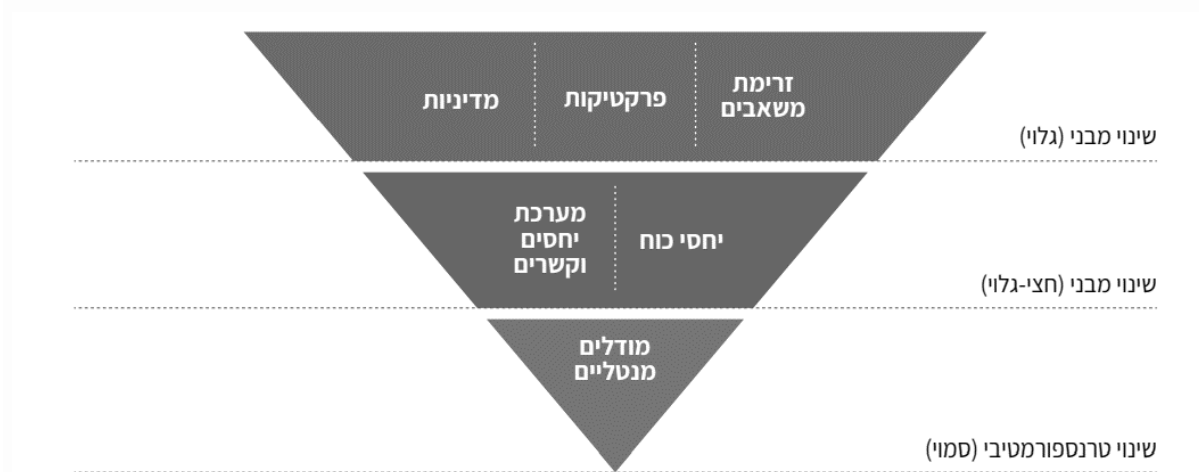 זרימת
משאבים
פרקטיקות
מדיניות
שינוי מבני (גלוי)
יחסי כוח
מערכת
יחסים
וקשרים
שינוי מבני (חצי-גלוי)
מודלים
מנטליים
שינוי טרנספורמטיבי (סמוי)